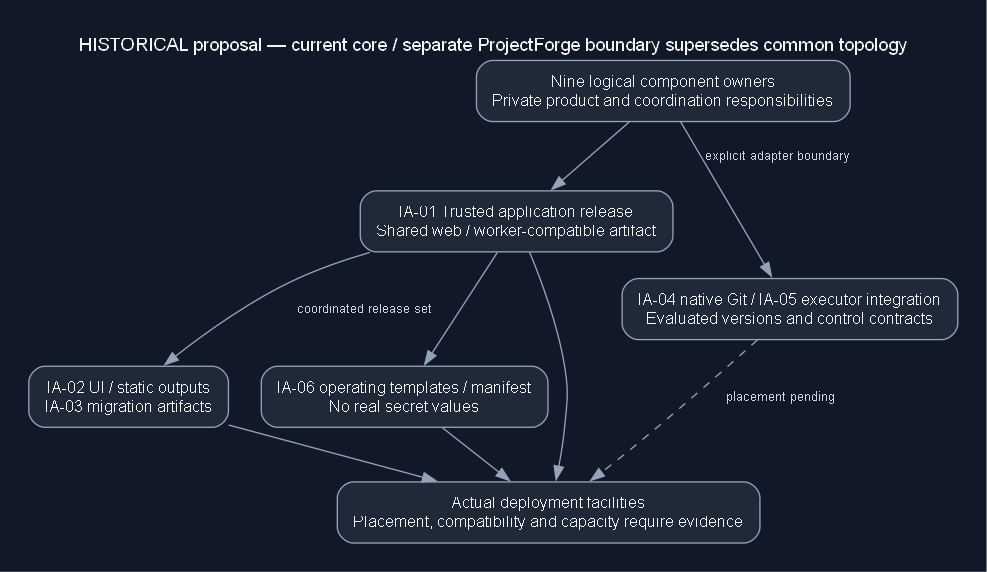 HISTORICAL proposal — current core / separate ProjectForge boundary supersedes common topology
Nine logical component owners
Private product and coordination responsibilities
explicit adapter boundary
IA-01 Trusted application release
Shared web / worker-compatible artifact
IA-04 native Git / IA-05 executor integration
Evaluated versions and control contracts
coordinated release set
IA-02 UI / static outputs
IA-03 migration artifacts
IA-06 operating templates / manifest
No real secret values
placement pending
Actual deployment facilities
Placement, compatibility and capacity require evidence